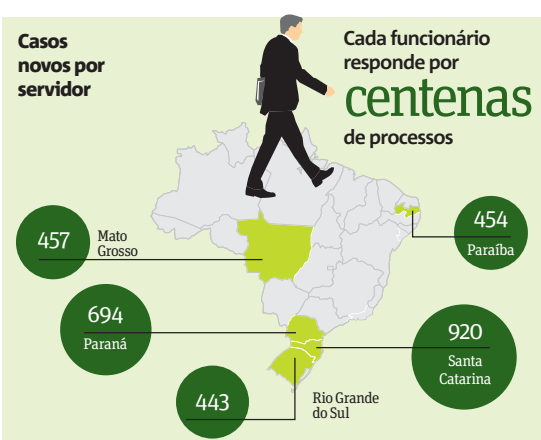 Casos
novos por
servidor
Cada funcionário
responde por
centenas
de processos
457
Mato
Grosso
454
Paraíba
694
Paraná
920
Santa
Catarina
443
Rio Grande
do Sul